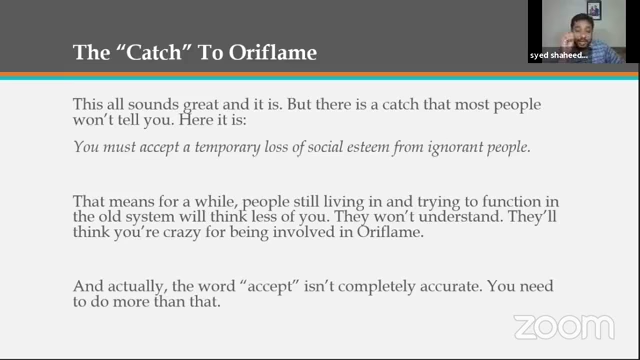 syed shaheed...
The “Catch” To Oriflame
This all sounds great and it is. But there is a catch that most people
won’t tell you. Here it is:
You must accept a temporary loss of social esteem from ignorant people.
That means for a while, people still living in and trying to function in
the old system will think less of you. They won’t understand. They’ll
think you’re crazy for being involved in Oriflame.
And actually, the word “accept” isn’t completely accurate. You need
to do more than that.
zoom